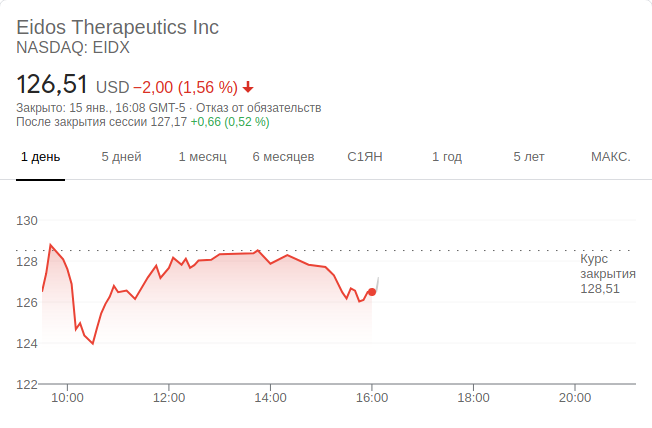 Eidos Therapeutics Inc
NASDAQ: EIDX
126,51 USD −2,00 (1,56 %)
Закрыто: 15 янв., 16:08 GMT-5 · Отказ от обязательств
После закрытия сессии 127,17 +0,66 (0,52 %)
1 день 5 дней 1 месяц 6 месяцев С1ЯН 1 год 5 лет МАКС.
130
128
126
124
122
Курс
закрытия
128,51
10:00 12:00 14:00 16:00 18:00 20:00